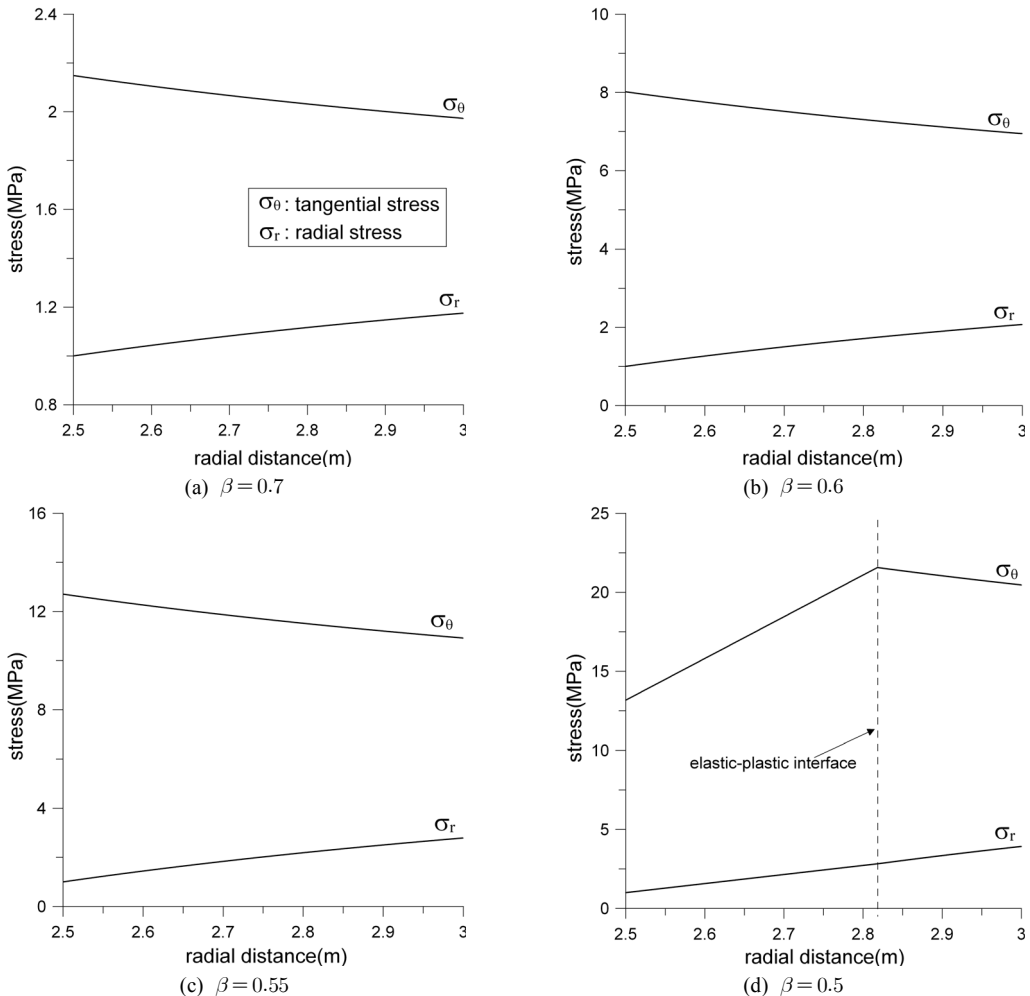 2.4
2
1.6
1.2
0.8
stress(MPa)
σθ
σθ : tangential stress
σr : radial stress
σr
2.5 2.6 2.7 2.8 2.9 3
radial distance(m)
(a) β = 0.7
10
8
6
4
2
0
stress(MPa)
σθ
σr
2.5 2.6 2.7 2.8 2.9 3
radial distance(m)
(b) β = 0.6
16
12
8
4
0
stress(MPa)
σθ
σr
2.5 2.6 2.7 2.8 2.9 3
radial distance(m)
(c) β = 0.55
25
20
15
10
5
0
stress(MPa)
σθ
elastic-plastic interface
σr
2.5 2.6 2.7 2.8 2.9 3
radial distance(m)
(d) β = 0.5